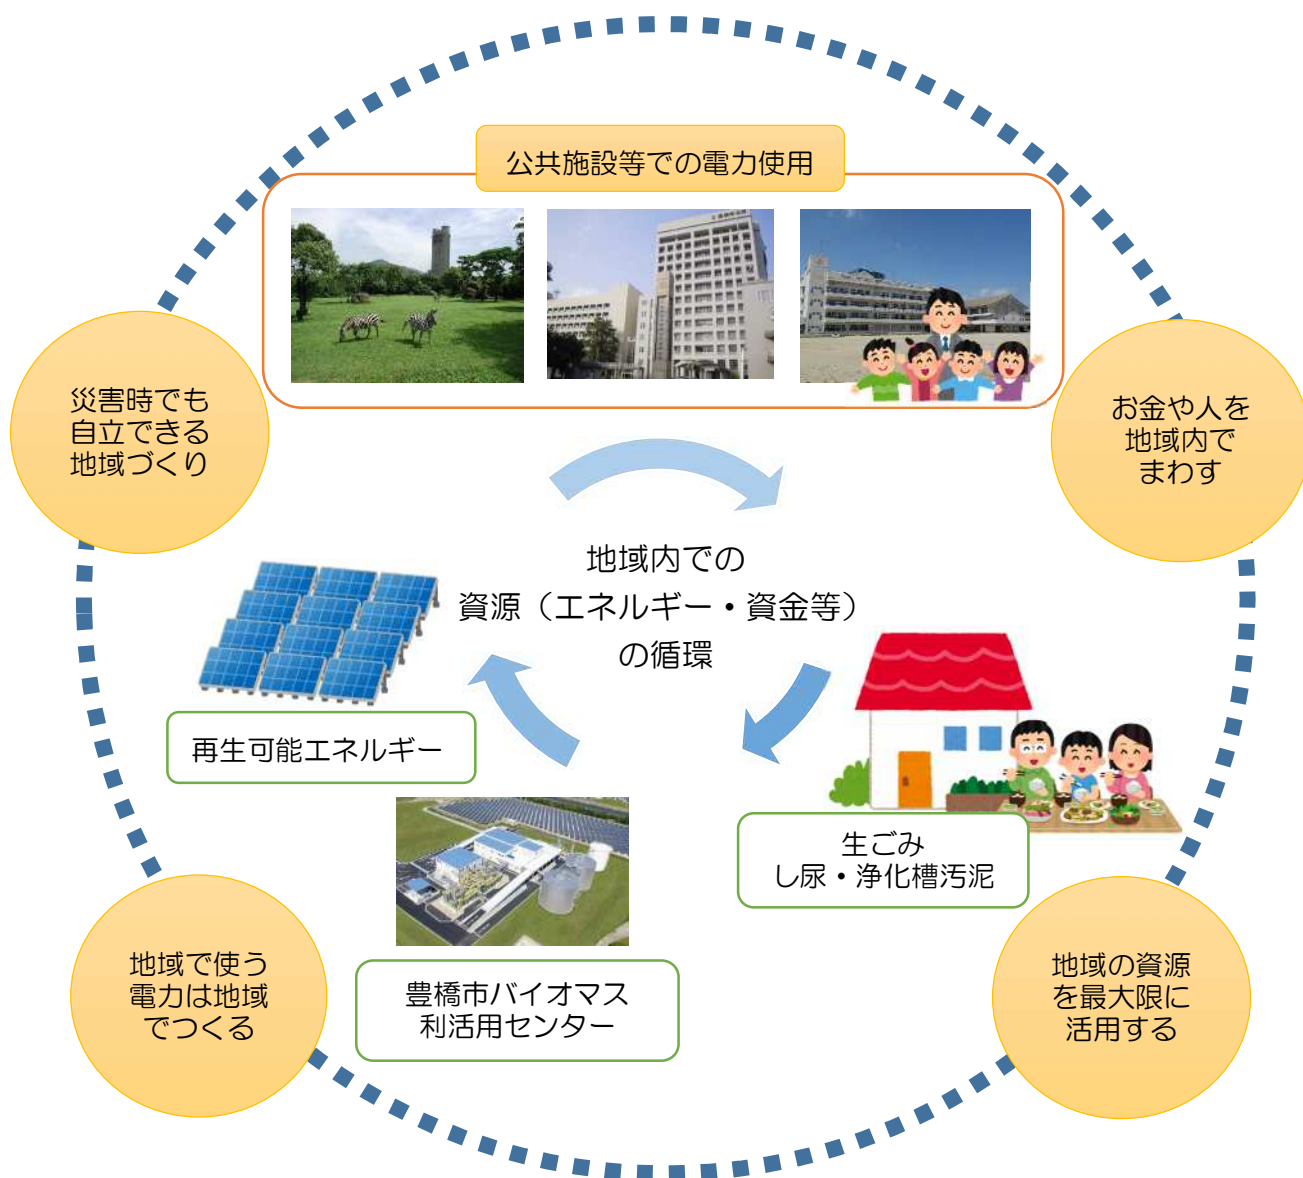 公共施設等での電力使用
災害時でも
自立できる
地域づくり
お金や人を
地域内で
まわす
地域内での
資源（エネルギー・資金等）
の循環
再生可能エネルギー
生ごみ
し尿・浄化槽汚泥
豊橋市バイオマス
利活用センター
地域で使う
電力は地域
でつくる
地域の資源
を最大限に
活用する